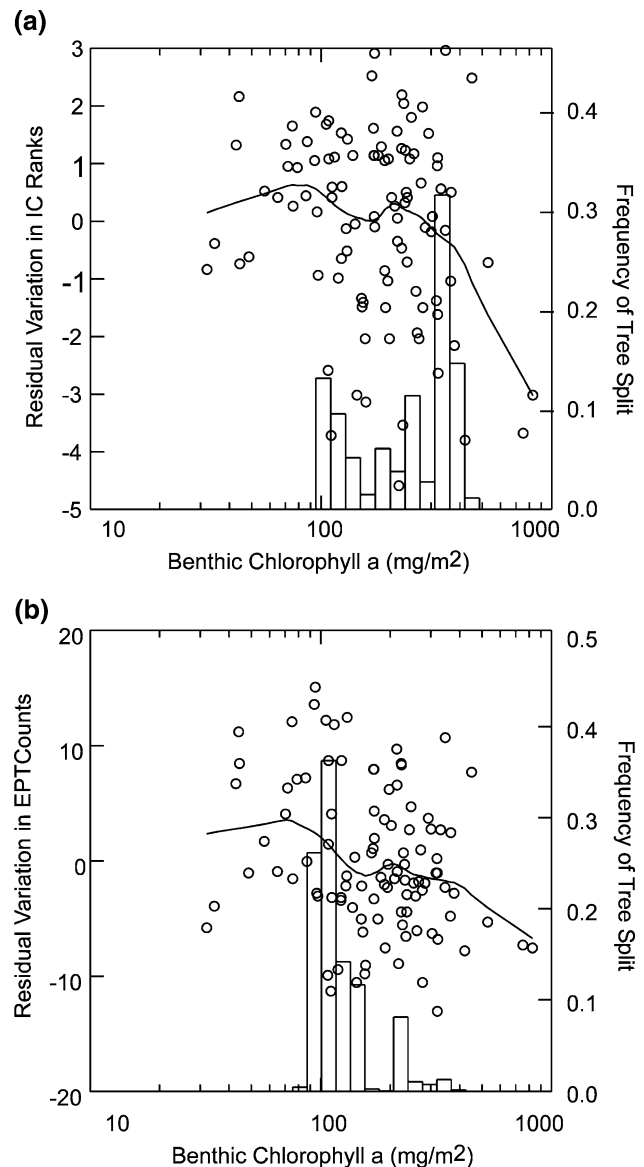 (a)
3
2
1
0
-1
-2
-3
-4
-5
Residual Variation in IC Ranks
0.4
0.3
0.2
0.1
0.0
Frequency of Tree Split
10 100 1000
Benthic Chlorophyll a (mg/m2)
(b)
20
10
0
-10
-20
Residual Variation in EPTCounts
0.5
0.4
0.3
0.2
0.1
0.0
Frequency of Tree Split
10 100 1000
Benthic Chlorophyll a (mg/m2)